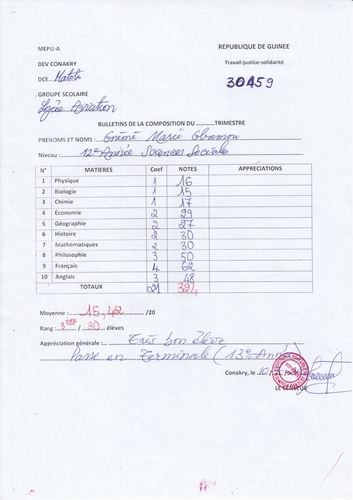 MEPU-A
REPUBLIQUE DE GUINEE
DEV CONAKRY
Travail-justice-solidarité
DCE Matoto
30459
GROUPE SCOLAIRE
Lycée Aviation
BULLETINS DE LA COMPOSITION DU ..........TRIMESTRE
PRENOMS ET NOMS : Marie
Niveau : 12e Année Sciences Sociales
N° MATIERES Coef NOTES APPRECIATIONS
1 Physique 1 16
2 Biologie 1 15
3 Chimie 1 17
4 Économie 2 29
5 Géographie 2 27
6 Histoire 2 30
7 Mathématiques 2 30
8 Philosophie 3 50
9 Français 4 62
10 Anglais 3 48
TOTAUX 21 324
Moyenne : 15,42 /20
Rang : 3ème / 30 élèves
Appréciation générale : Très bon élève
Passe en Terminale (13e Année)
Conakry, le 10/
LE CENSEUR